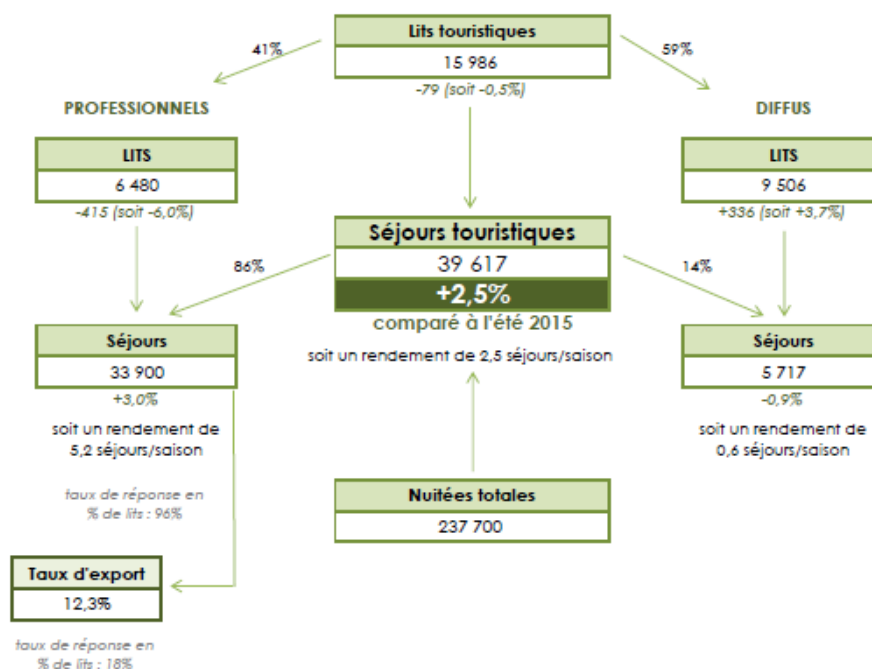 Lits touristiques
15 986
-79 (soit -0,5%)
41%
59%
PROFESSIONNELS
DIFFUS
LITS
6 480
-415 (soit -6,0%)
LITS
9 506
+336 (soit +3,7%)
Séjours touristiques
39 617
+2,5%
comparé à l'été 2015
soit un rendement de 2,5 séjours/saison
86%
14%
Séjours
33 900
+3,0%
soit un rendement de
5,2 séjours/saison
taux de réponse en
% de lits : 96%
Séjours
5 717
-0,9%
soit un rendement de
0,6 séjours/saison
Nuitées totales
237 700
Taux d'export
12,3%
taux de réponse en
% de lits : 18%